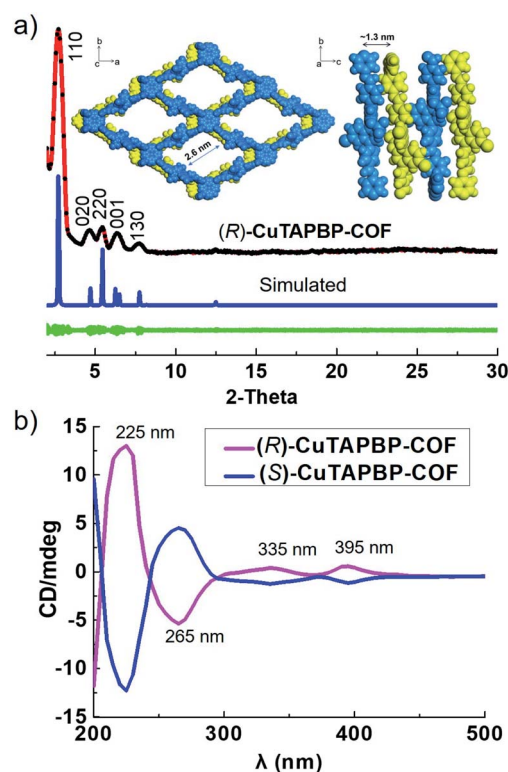 a)
b
c
a
2.6 nm
b
a
c
~1.3 nm
110
020
220
001
130
(R)-CuTAPBP-COF
Simulated
5 10 15 20 25 30
2-Theta
b)
(R)-CuTAPBP-COF
(S)-CuTAPBP-COF
225 nm
265 nm
335 nm
395 nm
CD/mdeg
15
10
5
0
-5
-10
-15
200 300 400 500
λ (nm)